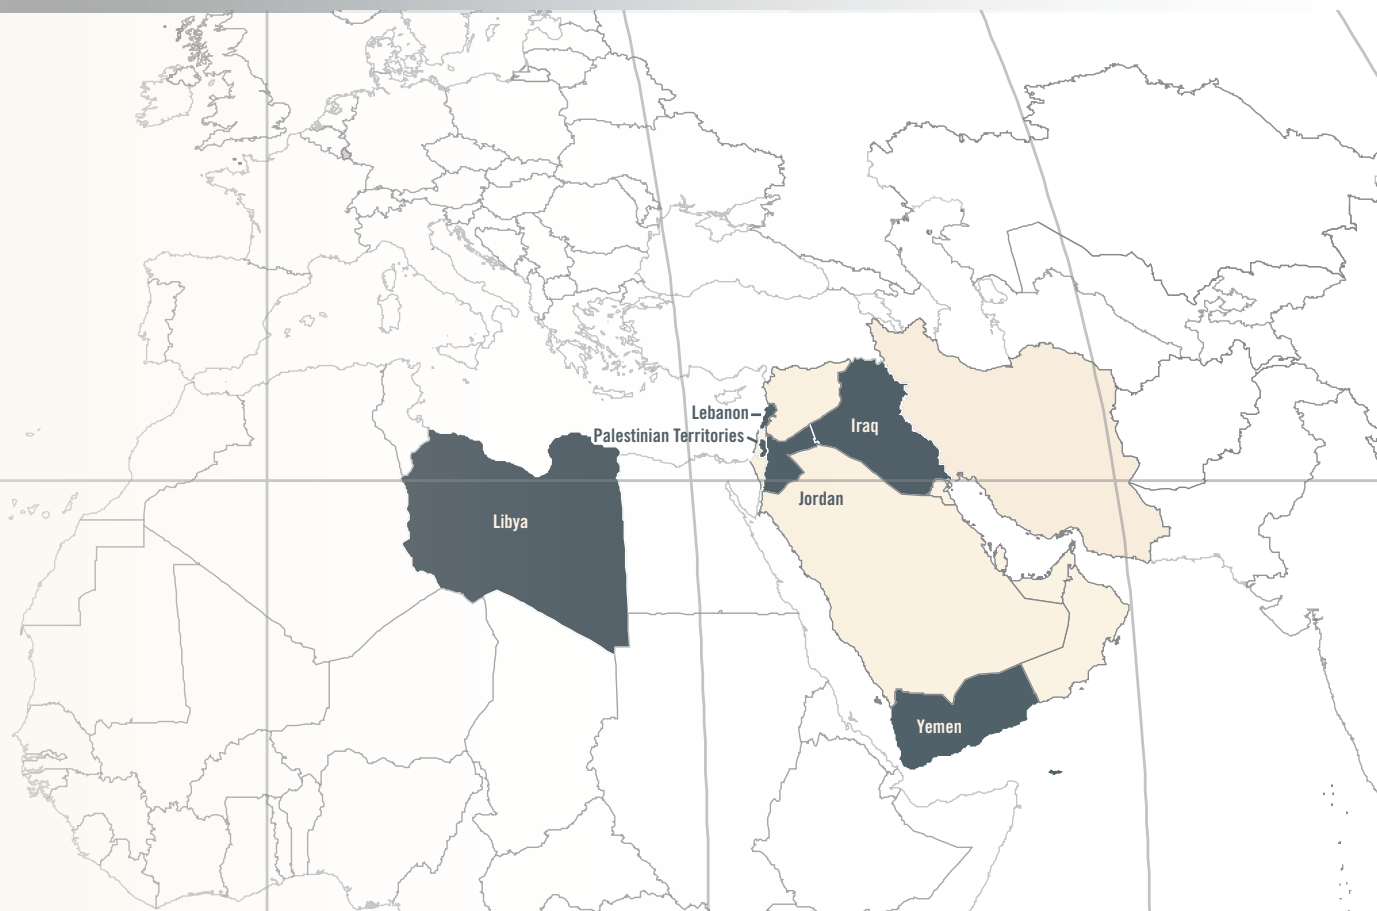 Lebanon
Palestinian Territories
Iraq
Jordan
Libya
Yemen